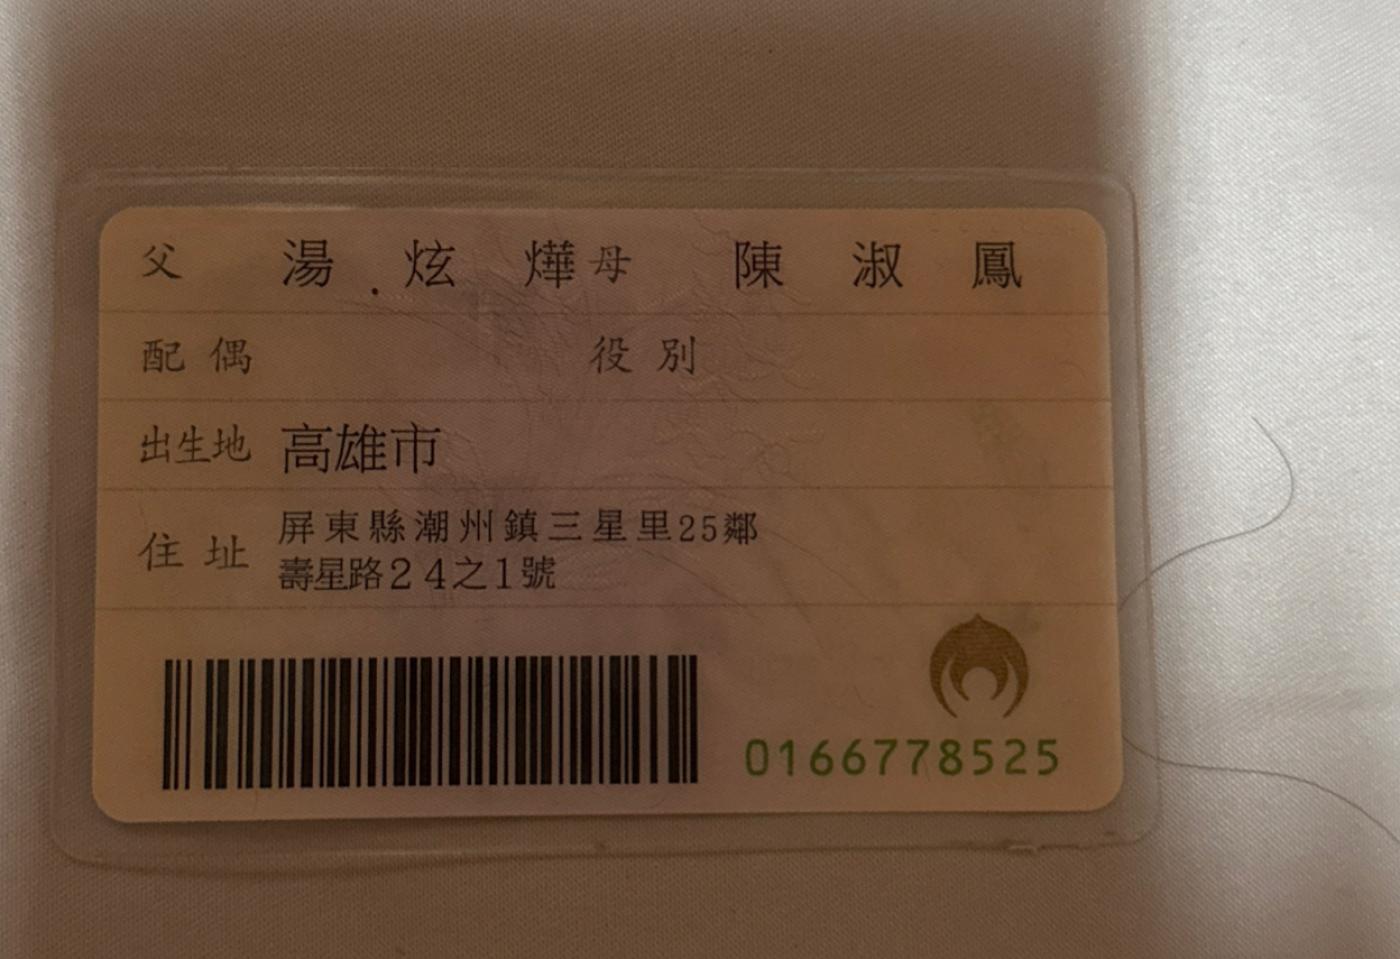 父 湯 炫 燁 母 陳 淑 鳳
配偶 役別
出生地 高雄市
住址 屏東縣潮州鎮三星里25鄰
壽星路24之1號
0166778525